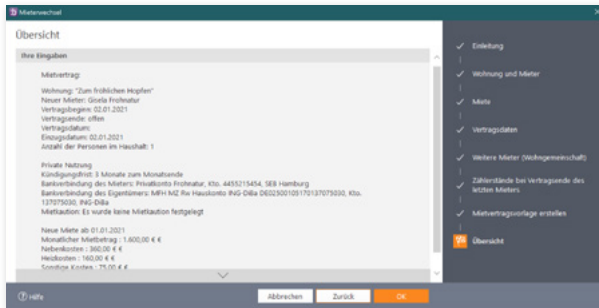 Mieterwechsel
Übersicht
Ihre Eingaben
Mietvertrag:
Wohnung: "Zum fröhlichen Hopfen"
Neuer Mieter: Gisela Frohnatur
Vertragsbeginn: 02.01.2021
Vertragsende: offen
Vertragsdatum:
Einzugsdatum: 02.01.2021
Anzahl der Personen im Haushalt: 1
Private Nutzung
Kündigungsfrist: 3 Monate zum Monatsende
Bankverbindung des Mieters: Privatkonto Frohnatur, Kto. 4455215454, SEB Hamburg
Bankverbindung des Eigentümers: MFH MZ Rw Hauskonto ING-DiBa Kto.
137075030, ING-DiBa
Mietkaution: Es wurde keine Mietkaution festgelegt
Neue Miete ab 01.01.2021
Monatlicher Mietbetrag : 1.600,00 € €
Nebenkosten : 360,00 € €
Heizkosten : 160,00 € €
Sonstige Kosten : 75,00 € €
Einleitung
Wohnung und Mieter
Miete
Vertragsdaten
Weitere Mieter (Wohngemeinschaft)
Zählerstände bei Vertragsende des
letzten Mieters
Mietvertragsvorlage erstellen
Übersicht
Hilfe
Abbrechen
Zurück
OK